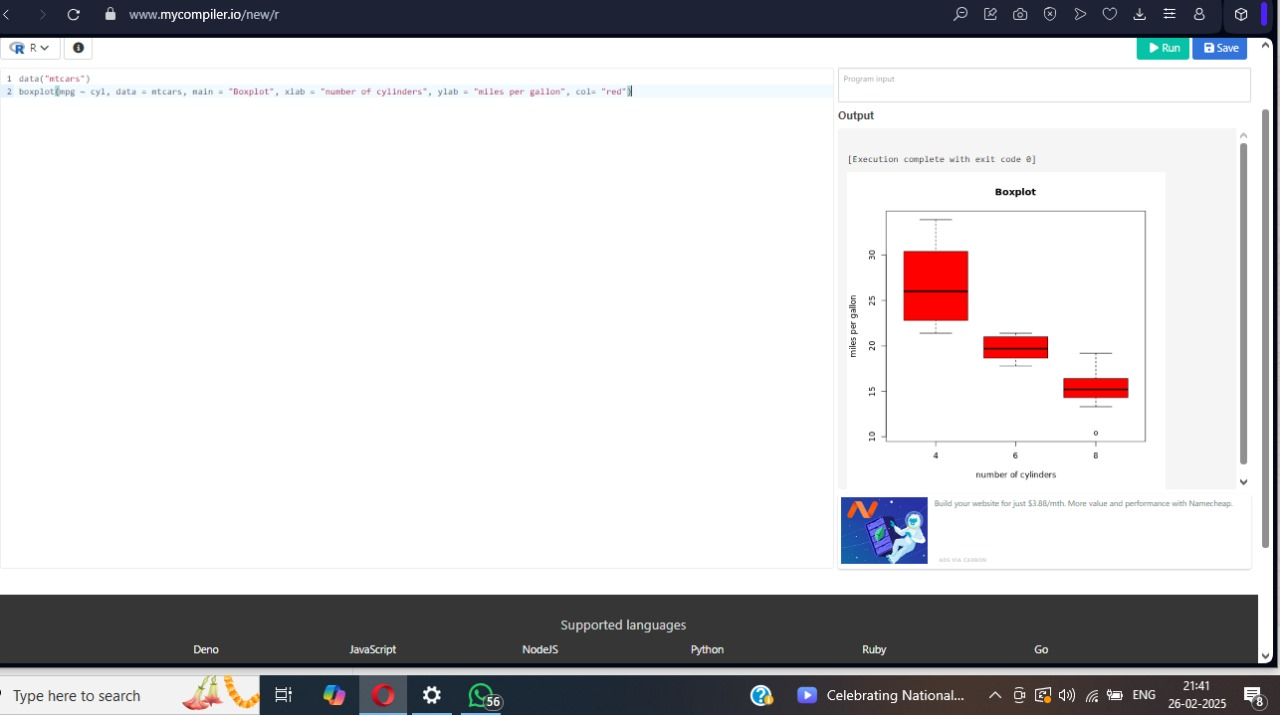 www.mycompiler.io/new/r
R
Run
Save
1 data("mtcars")
2 boxplot(mpg ~ cyl, data = mtcars, main = "Boxplot", xlab = "number of cylinders", ylab = "miles per gallon", col= "red")
Program input
Output
[Execution complete with exit code 0]
Boxplot
miles per gallon
30
25
20
15
10
4 6 8
number of cylinders
Build your website for just $3.88/mth. More value and performance with Namecheap.
ADS VIA CARBON
Supported languages
Deno JavaScript NodeJS Python Ruby Go
Type here to search
56
Celebrating National...
ENG
21:41
26-02-2025
8